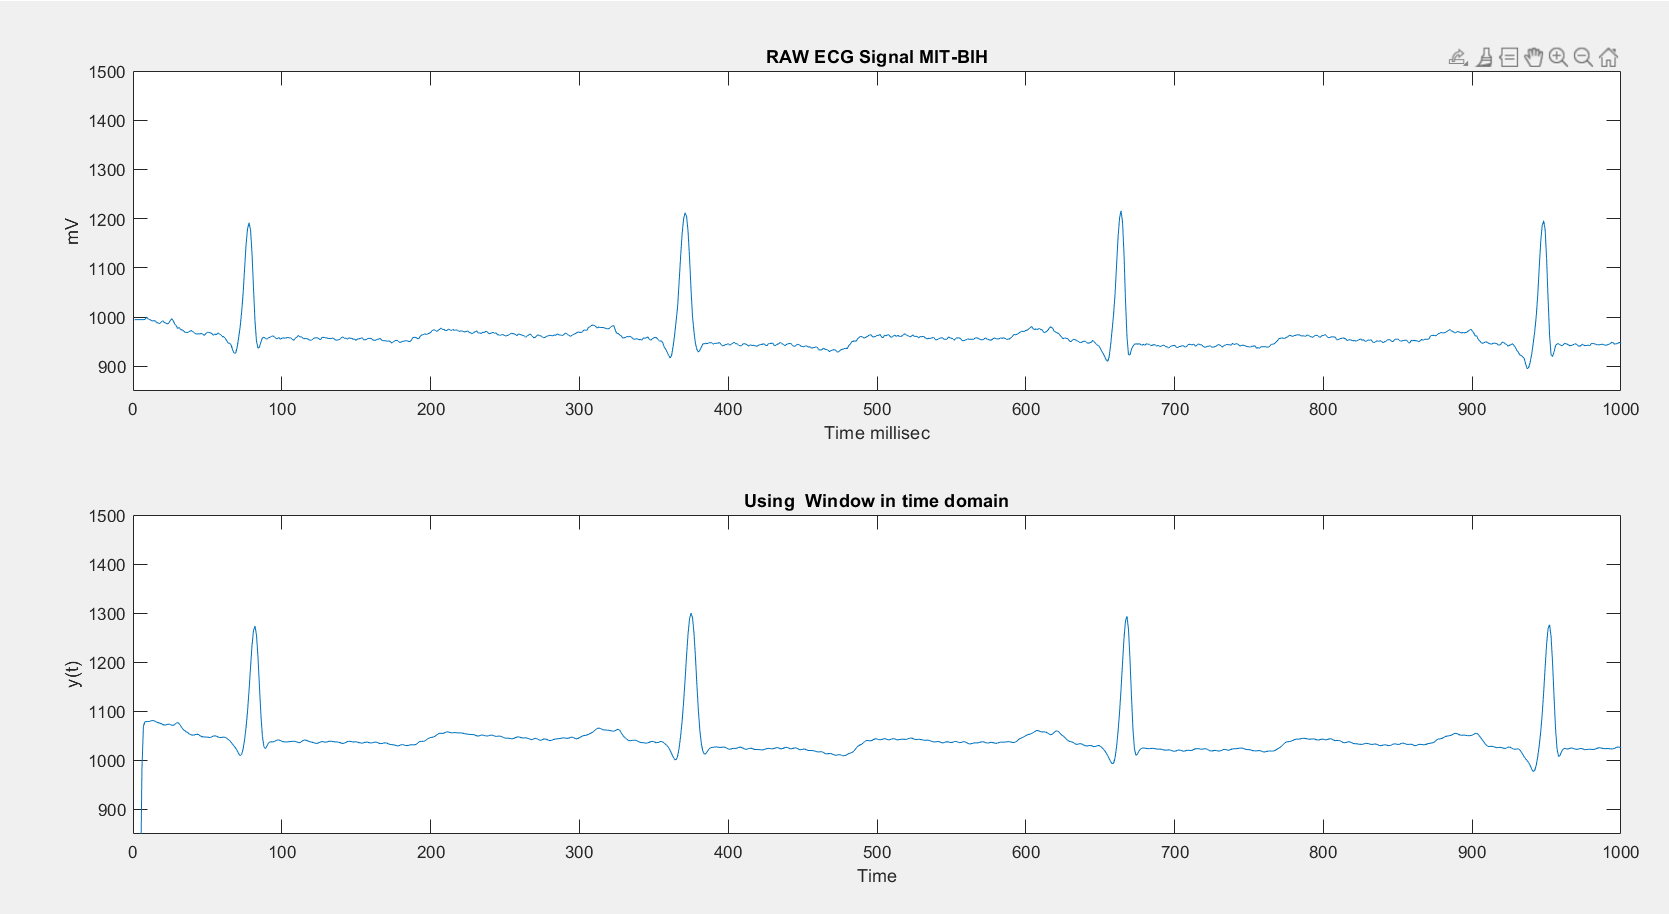 RAW ECG Signal MIT-BIH
1500
1400
1300
1200
1100
1000
900
mV
0 100 200 300 400 500 600 700 800 900 1000
Time millisec
Using  Window in time domain
1500
1400
1300
1200
1100
1000
900
y(t)
0 100 200 300 400 500 600 700 800 900 1000
Time